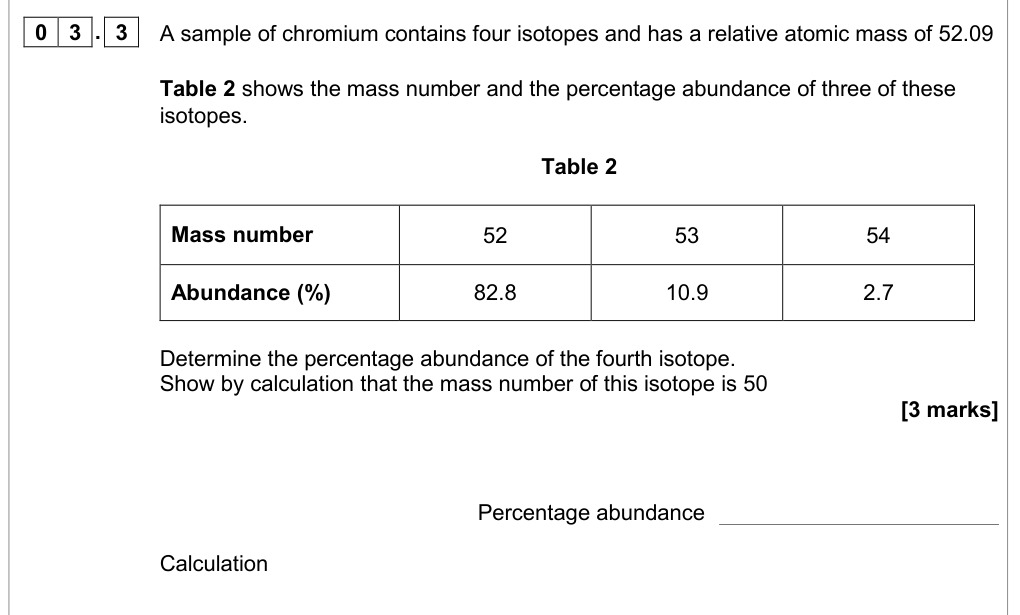 03.3 A sample of chromium contains four isotopes and has a relative atomic mass of 52.09
Table 2 shows the mass number and the percentage abundance of three of these
isotopes.
Table 2
Mass number 52 53 54
Abundance (%) 82.8 10.9 2.7
Determine the percentage abundance of the fourth isotope.
Show by calculation that the mass number of this isotope is 50
[3 marks]
Percentage abundance
Calculation